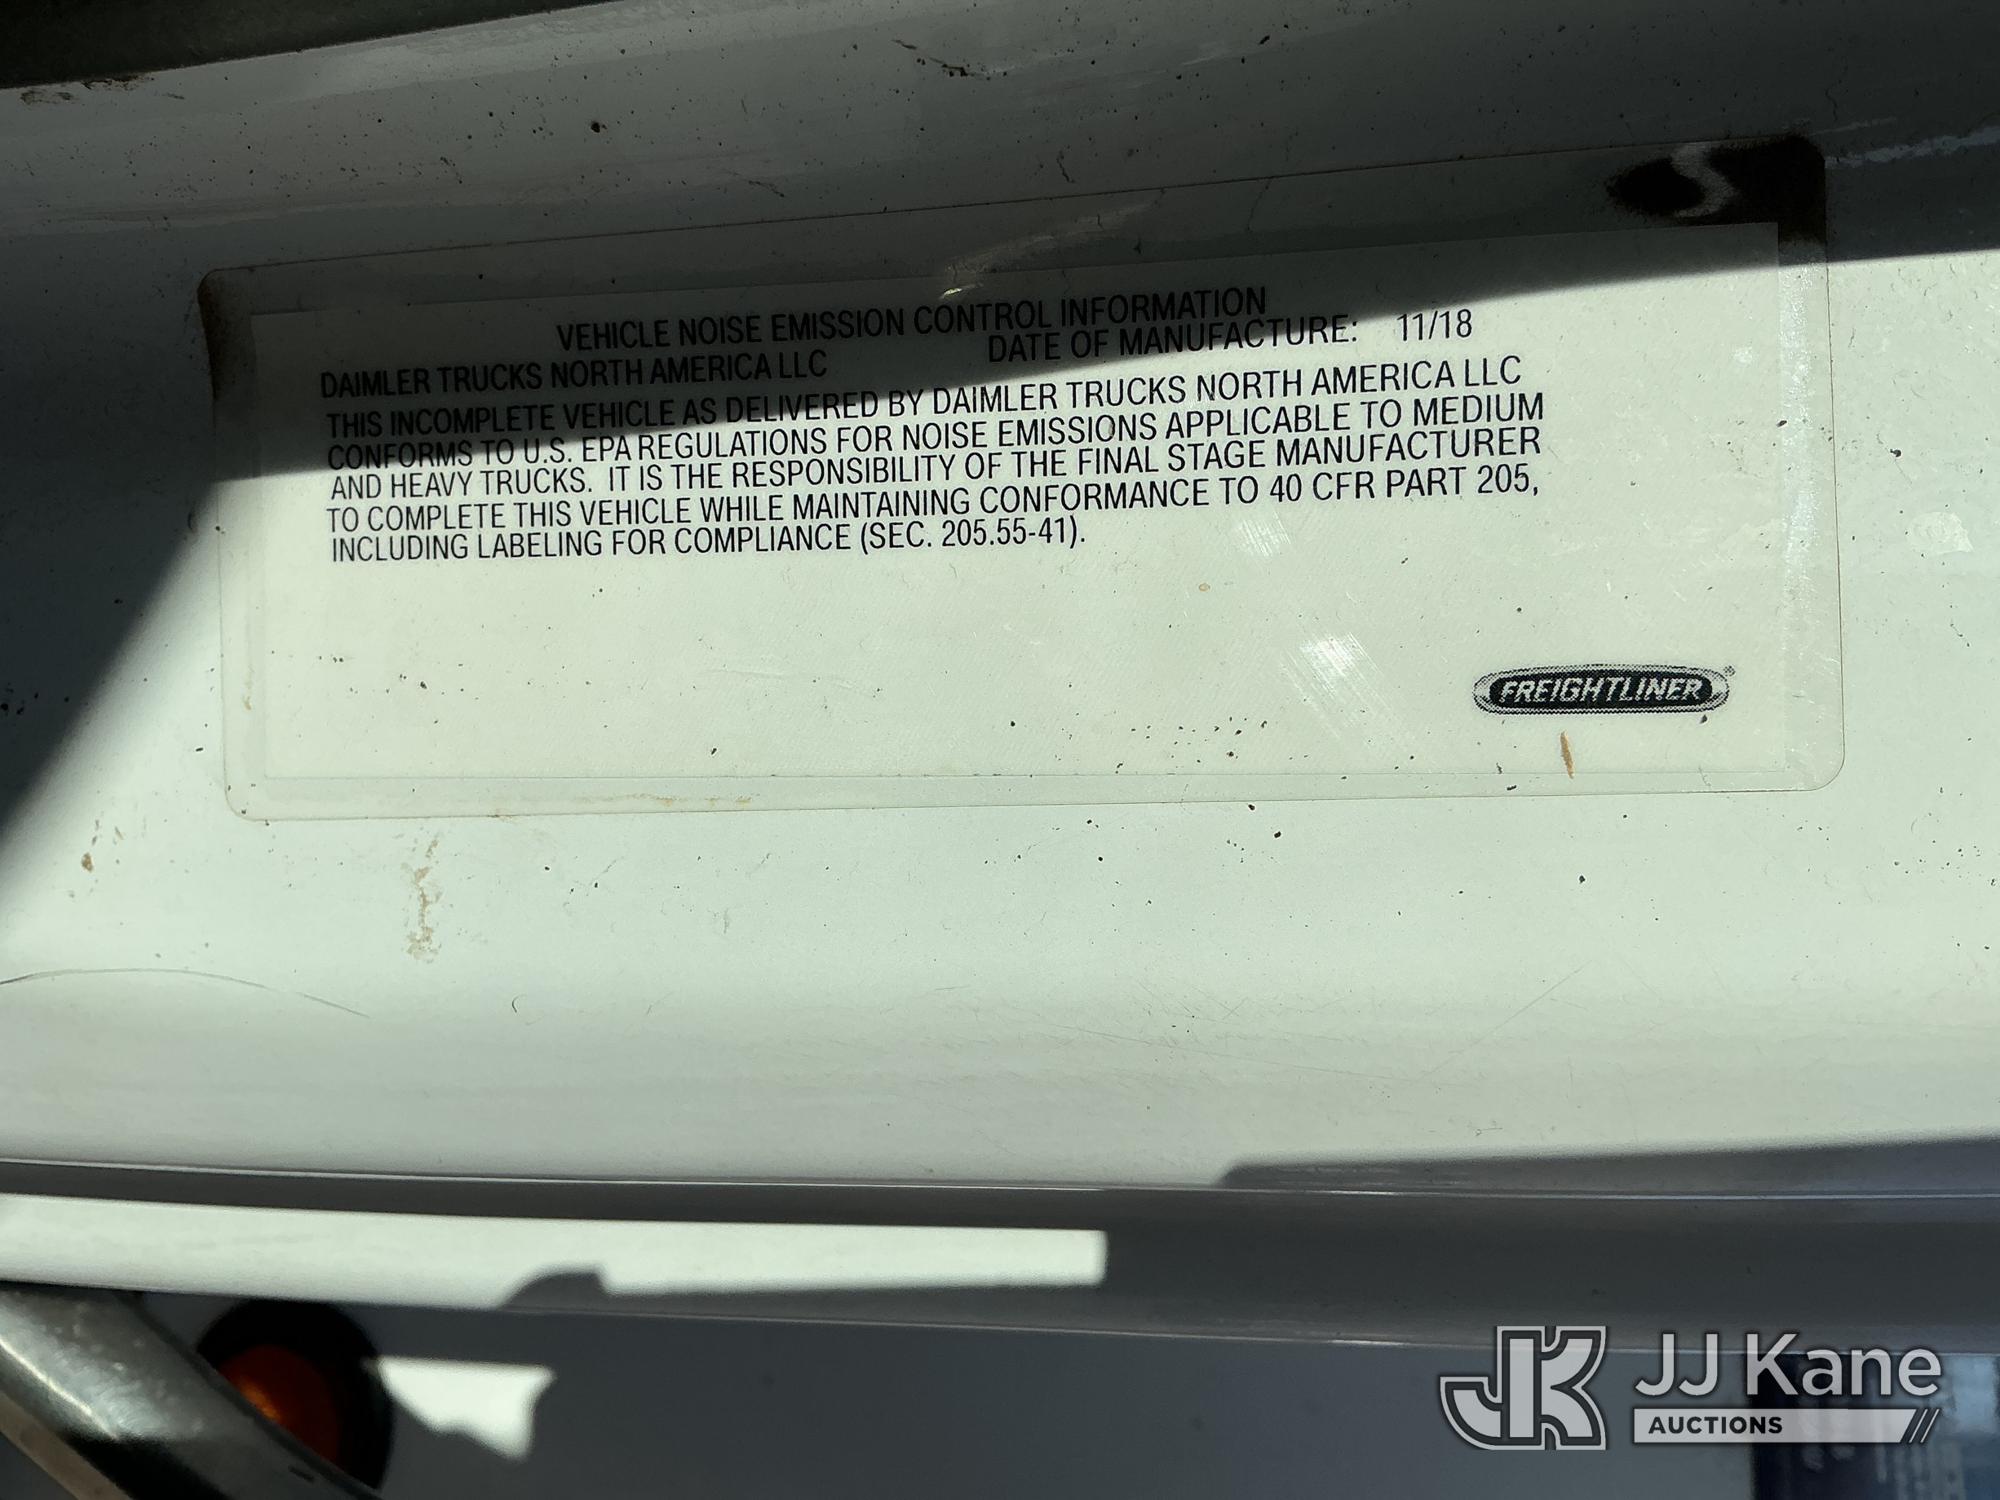 VEHICLE NOISE EMISSION CONTROL INFORMATION
DAIMLER TRUCKS NORTH AMERICA LLC DATE OF MANUFACTURE: 11/18
THIS INCOMPLETE VEHICLE AS DELIVERED BY DAIMLER TRUCKS NORTH AMERICA LLC
CONFORMS TO U.S. EPA REGULATIONS FOR NOISE EMISSIONS APPLICABLE TO MEDIUM
AND HEAVY TRUCKS. IT IS THE RESPONSIBILITY OF THE FINAL STAGE MANUFACTURER
TO COMPLETE THIS VEHICLE WHILE MAINTAINING CONFORMANCE TO 40 CFR PART 205,
INCLUDING LABELING FOR COMPLIANCE (SEC. 205.55-41).
FREIGHTLINER®
JK JJ Kane
AUCTIONS